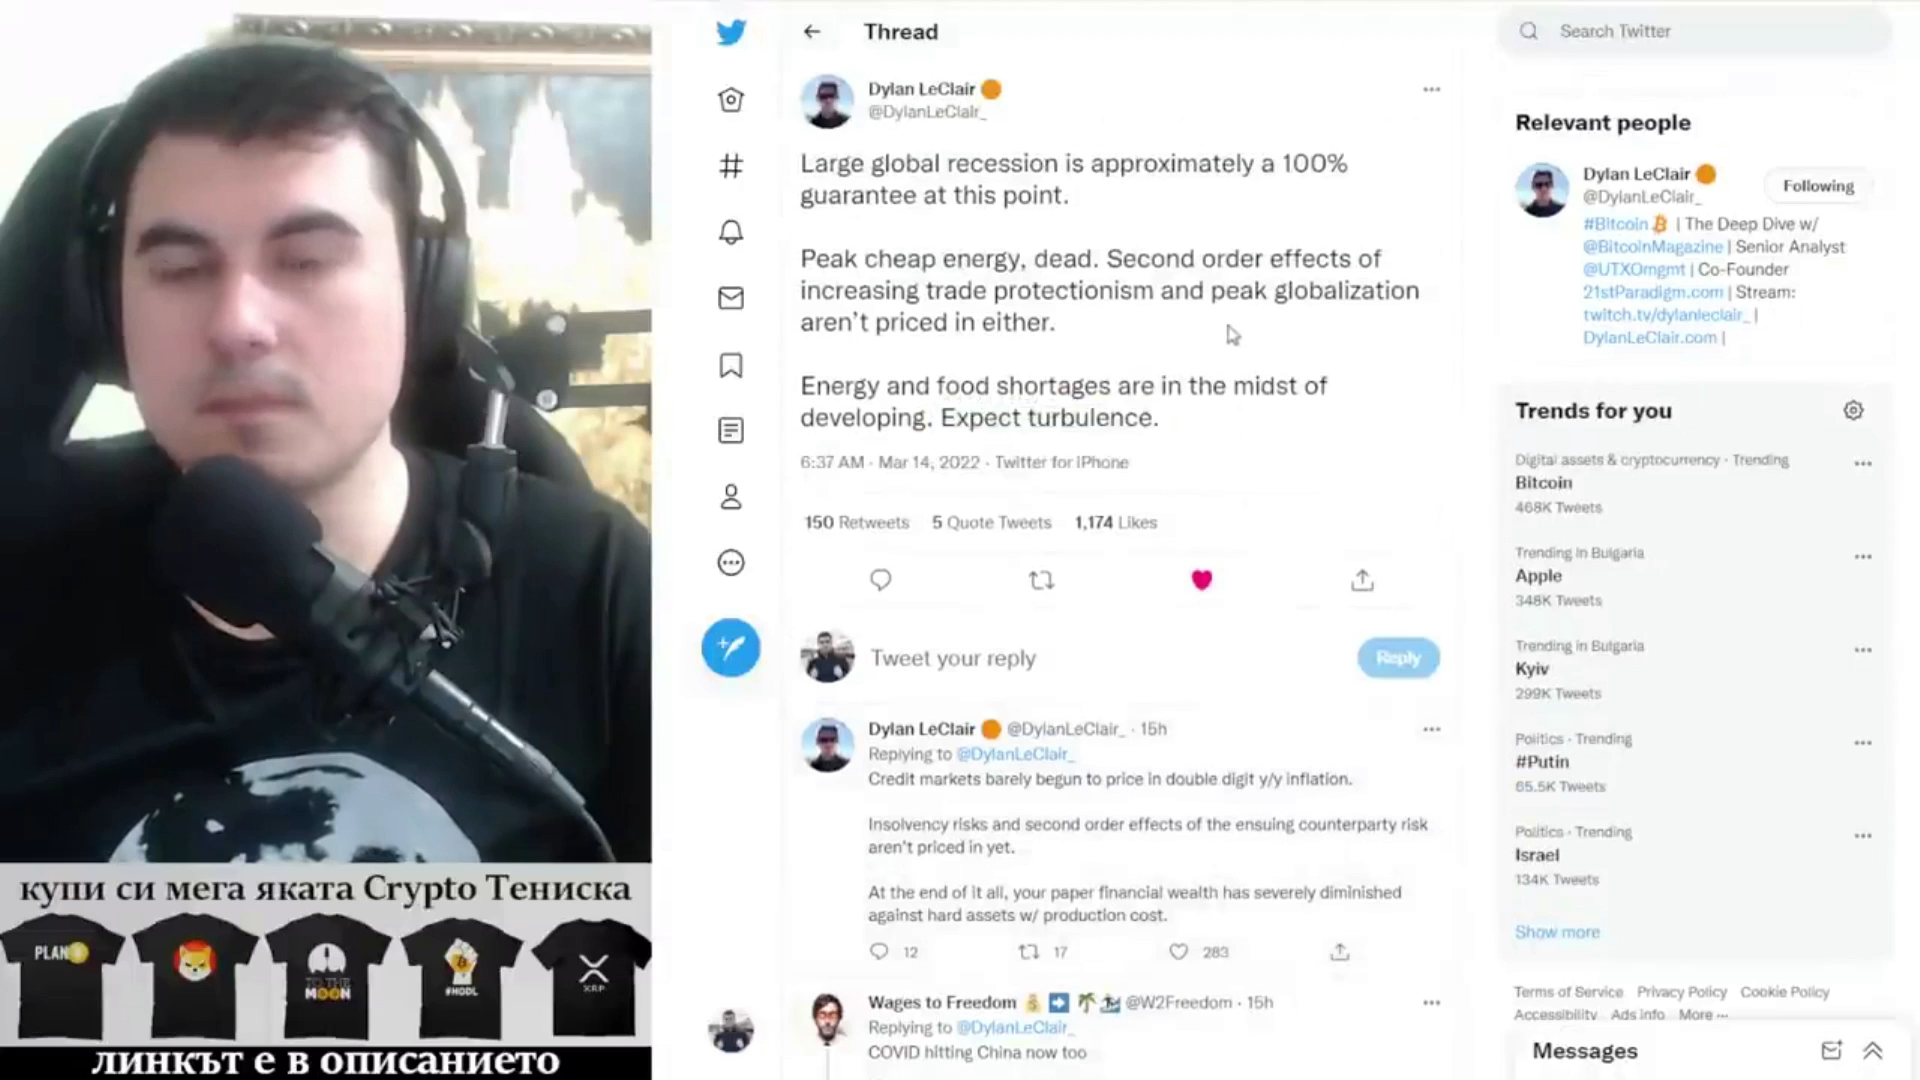 Thread
Dylan LeClair
@DylanLeClair_
Large global recession is approximately a 100%
guarantee at this point.
Peak cheap energy, dead. Second order effects of
increasing trade protectionism and peak globalization
aren't priced in either.
Energy and food shortages are in the midst of
developing. Expect turbulence.
6:37 AM · Mar 14, 2022 · Twitter for iPhone
150 Retweets 5 Quote Tweets 1,174 Likes
Tweet your reply
Reply
Dylan LeClair @DylanLeClair_ · 15h
Replying to @DylanLeClair_
Credit markets barely begun to price in double digit y/y inflation.
Insolvency risks and second order effects of the ensuing counterparty risk
aren't priced in yet.
At the end of it all, your paper financial wealth has severely diminished
against hard assets w/ production cost.
12 17 283
Wages to Freedom @W2Freedom · 15h
Replying to @DylanLeClair_
COVID hitting China now too
Search Twitter
Relevant people
Dylan LeClair
@DylanLeClair_
Following
#Bitcoin | The Deep Dive w/
@BitcoinMagazine | Senior Analyst
@UTXOmgmt | Co-Founder
21stParadigm.com | Stream:
twitch.tv/dylanleclair_ |
DylanLeClair.com |
Trends for you
Digital assets & cryptocurrency · Trending
Bitcoin
468K Tweets
Trending in Bulgaria
Apple
348K Tweets
Trending in Bulgaria
Kyiv
299K Tweets
Politics · Trending
#Putin
65.5K Tweets
Politics · Trending
Israel
134K Tweets
Show more
Terms of Service Privacy Policy Cookie Policy
Accessibility Ads info More ···
Messages
купи си мега яката Crypto Тениска
PLAN
TO THE
MOON
#HODL
XRP
линкът е в описанието